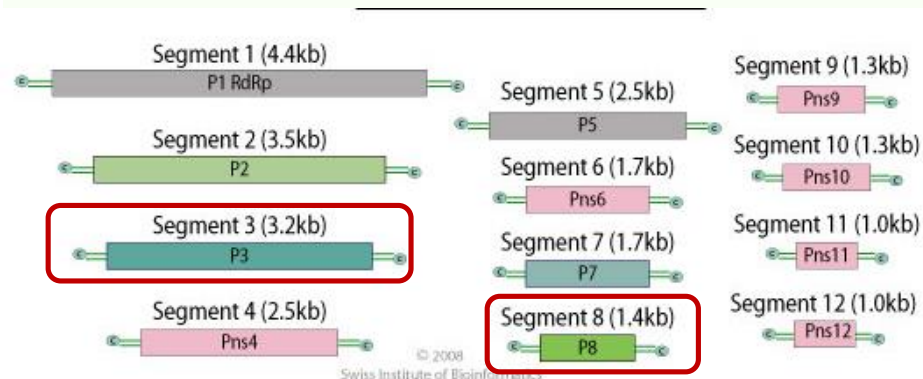 Segment 1 (4.4kb)
P1 RdRp
Segment 2 (3.5kb)
P2
Segment 3 (3.2kb)
P3
Segment 4 (2.5kb)
Pns4
Segment 5 (2.5kb)
P5
Segment 6 (1.7kb)
Pns6
Segment 7 (1.7kb)
P7
Segment 8 (1.4kb)
P8
Segment 9 (1.3kb)
Pns9
Segment 10 (1.3kb)
Pns10
Segment 11 (1.0kb)
Pns11
Segment 12 (1.0kb)
Pns12
© 2008
Swiss Institute of Bioinformatics